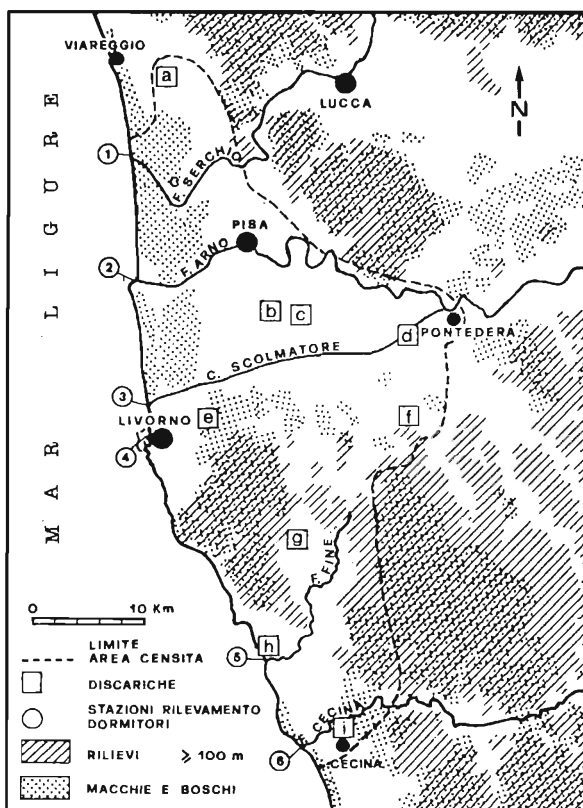 VIAREGGIO
a
LUCCA
N
1
F. SERCHIO
PISA
2
F. ARNO
b
c
d
PONTEDERA
C. SCOLMATORE
3
LIVORNO
e
f
4
MAR LIGURE
g
F. FINE
0 10 Km
h
5
LIMITE
AREA CENSITA
DISCARICHE
STAZIONI RILEVAMENTO
DORMITORI
RILIEVI ⩾ 100 m
MACCHIE E BOSCHI
F. CECINA
i
6
CECINA